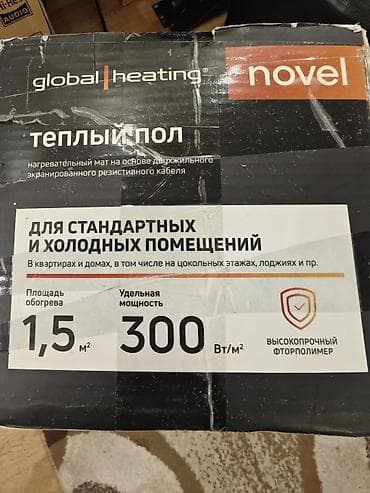 AUDIO
global|heating®
novel
ТЕПЛЫЙ ПОЛ
нагревательный мат на основе двухжильного
экранированного резистивного кабеля
ДЛЯ СТАНДАРТНЫХ
И ХОЛОДНЫХ ПОМЕЩЕНИЙ
В квартирах и домах, в том числе на цокольных этажах, лоджиях и пр.
Площадь
обогрева
1,5 м²
Удельная
мощность
300 Вт/м²
ВЫСОКОПРОЧНЫЙ
ФТОРПОЛИМЕР